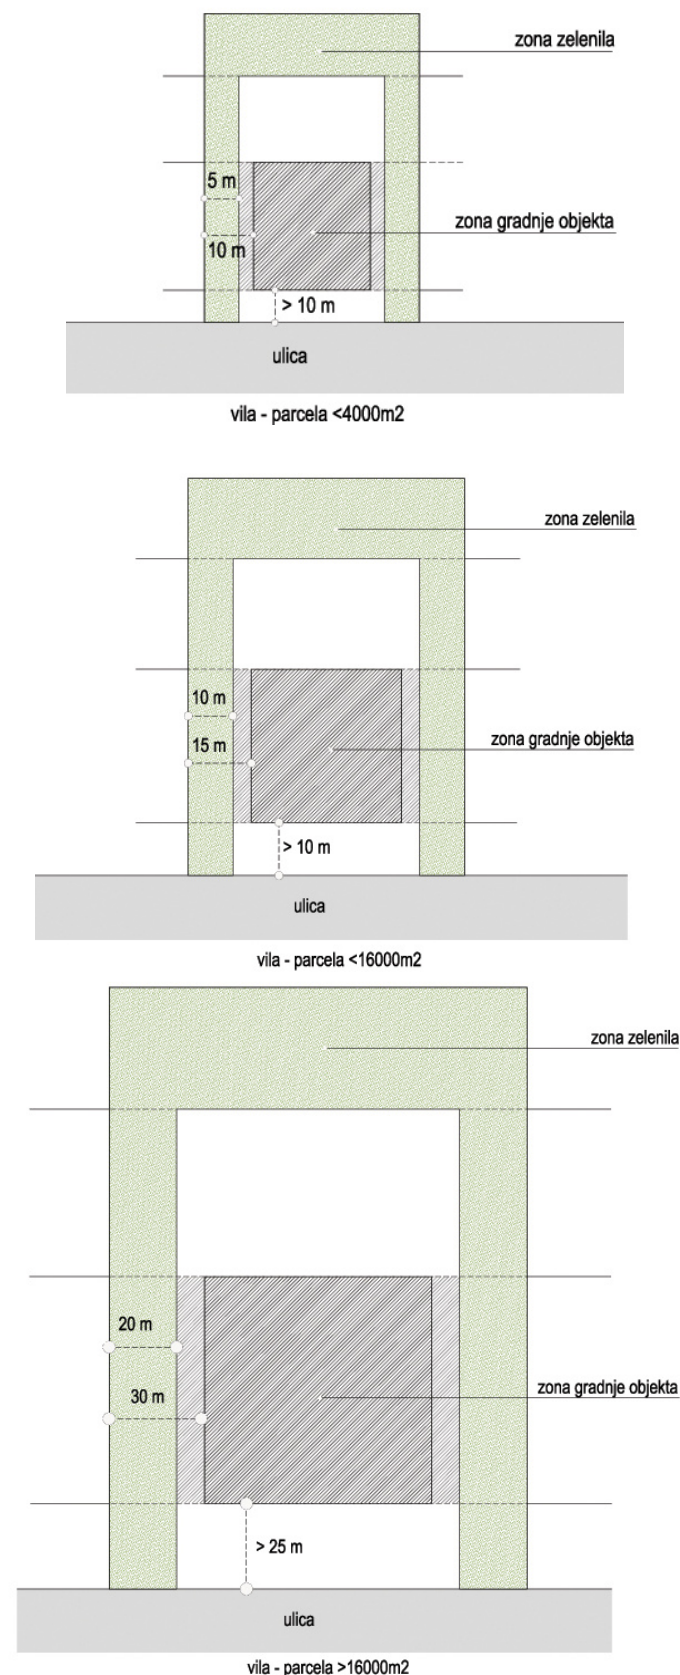 zona zelenila
5 m
zona gradnje objekta
10 m
> 10 m
ulica
vila - parcela <4000m2
zona zelenila
10 m
zona gradnje objekta
15 m
> 10 m
ulica
vila - parcela <16000m2
zona zelenila
20 m
zona gradnje objekta
30 m
> 25 m
ulica
vila - parcela >16000m2